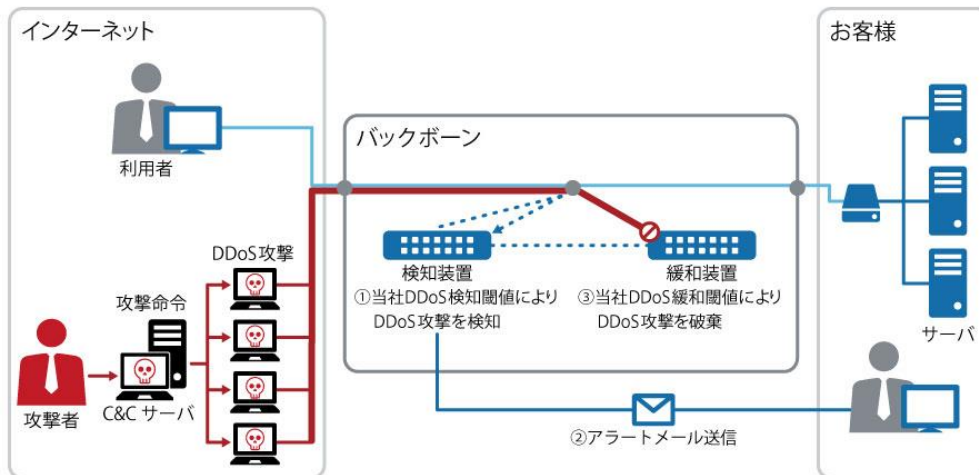 インターネット
利用者
DDoS攻撃
攻撃命令
攻撃者
C&Cサーバ
バックボーン
検知装置
①当社DDoS検知閾値により
DDoS攻撃を検知
緩和装置
③当社DDoS緩和閾値により
DDoS攻撃を破棄
②アラートメール送信
お客様
サーバ